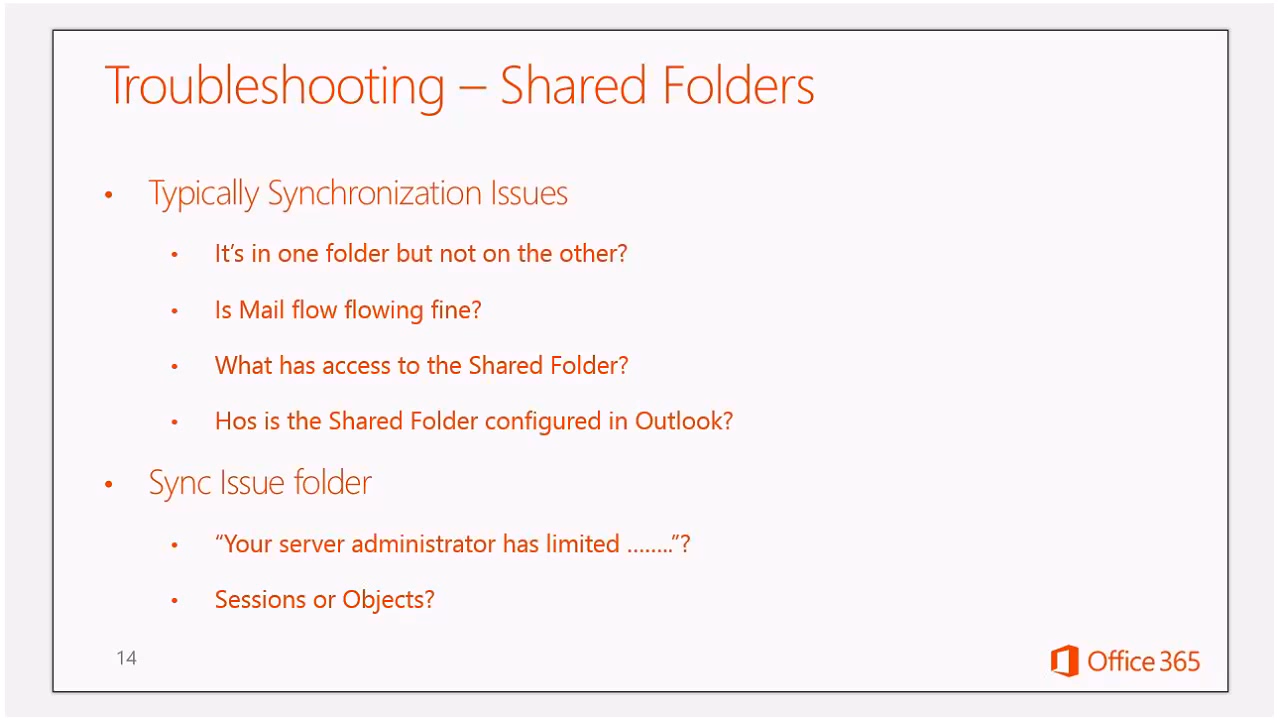 Troubleshooting – Shared Folders
• Typically Synchronization Issues
• It's in one folder but not on the other?
• Is Mail flow flowing fine?
• What has access to the Shared Folder?
• Hos is the Shared Folder configured in Outlook?
• Sync Issue folder
• “Your server administrator has limited ........”?
• Sessions or Objects?
14
Office 365